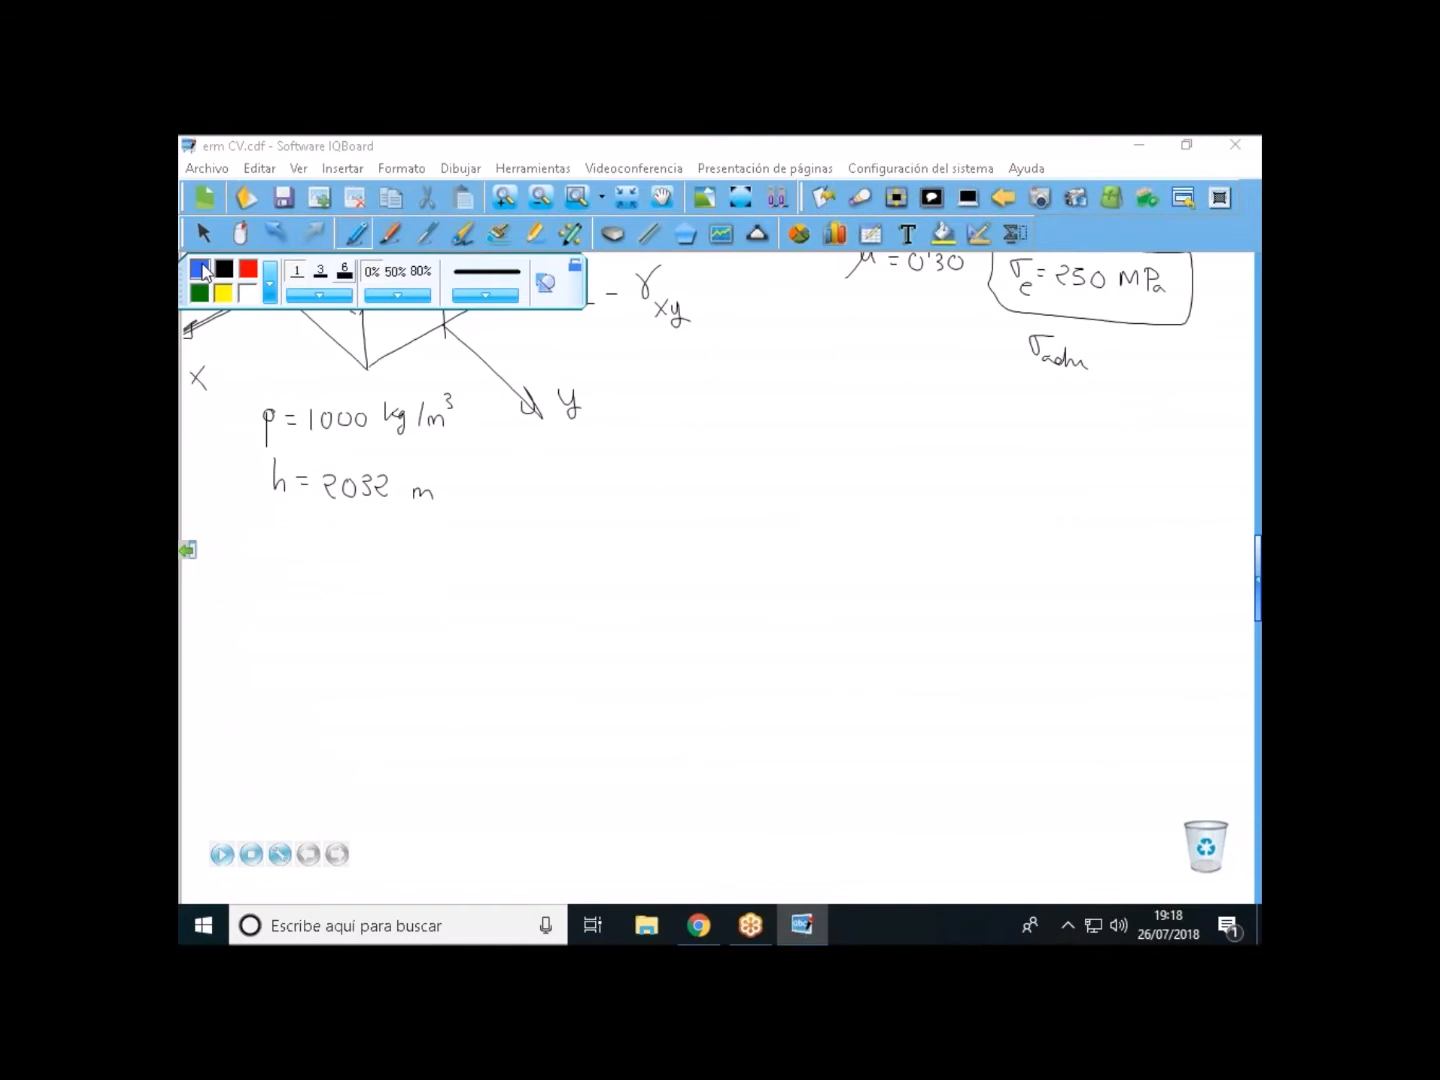 erm CV.cdf - Software IQBoard
Archivo Editar Ver Insertar Formato Dibujar Herramientas Videoconferencia Presentación de páginas Configuración del sistema Ayuda
T
1 3 6 0% 50% 80%
- γxy
μ = 0'30
σe = 250 MPa
σadm
X
y
ρ = 1000 kg/m³
h = 2032 m
Escribe aquí para buscar
abc
19:18
26/07/2018
1